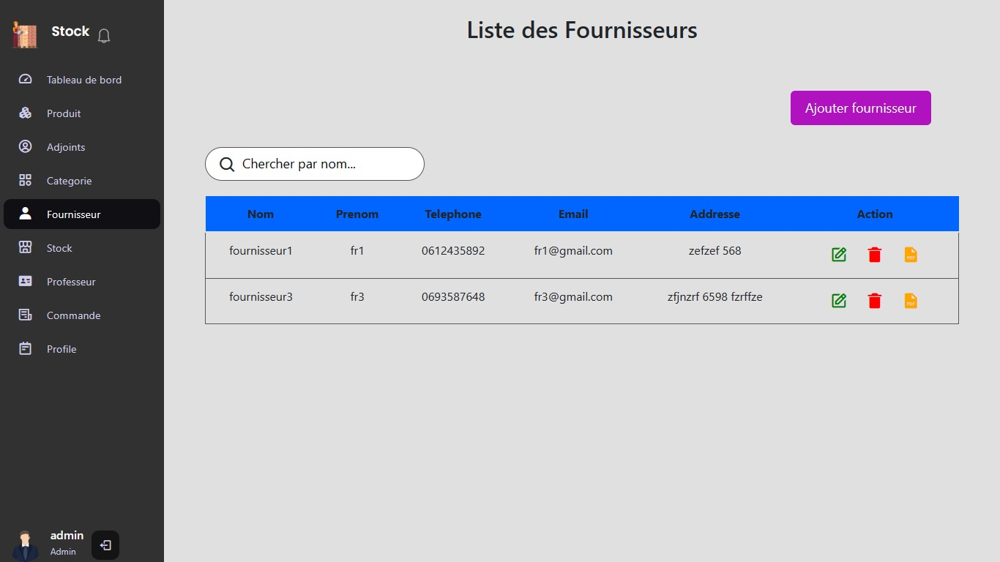 Stock
Tableau de bord
Produit
Adjoints
Categorie
Fournisseur
Stock
Professeur
Commande
Profile
admin
Admin
Liste des Fournisseurs
Ajouter fournisseur
Chercher par nom...
Nom Prenom Telephone Email Addresse Action
fournisseur1 fr1 0612435892 fr1@gmail.com zefzef 568 PDF
fournisseur3 fr3 0693587648 fr3@gmail.com zfjnzrf 6598 fzrffze PDF